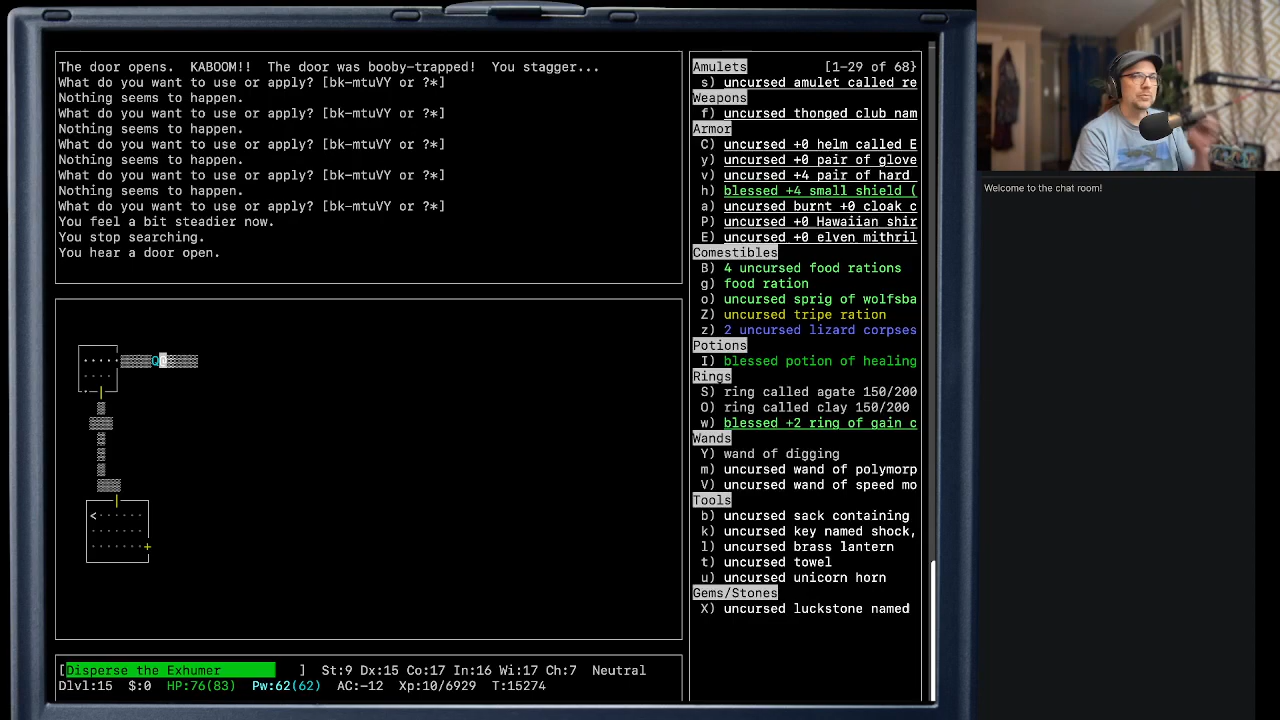 The door opens.  KABOOM!!  The door was booby-trapped!  You stagger...
What do you want to use or apply? [bk-mtuVY or ?*]
Nothing seems to happen.
What do you want to use or apply? [bk-mtuVY or ?*]
Nothing seems to happen.
What do you want to use or apply? [bk-mtuVY or ?*]
Nothing seems to happen.
What do you want to use or apply? [bk-mtuVY or ?*]
Nothing seems to happen.
What do you want to use or apply? [bk-mtuVY or ?*]
You feel a bit steadier now.
You stop searching.
You hear a door open.
Amulets [1-29 of 68}
s) uncursed amulet called re
Weapons
f) uncursed thonged club nam
Armor
C) uncursed +0 helm called E
y) uncursed +0 pair of glove
v) uncursed +4 pair of hard
h) blessed +4 small shield (
a) uncursed burnt +0 cloak c
P) uncursed +0 Hawaiian shir
E) uncursed +0 elven mithril
Comestibles
B) 4 uncursed food rations
g) food ration
o) uncursed sprig of wolfsba
Z) uncursed tripe ration
z) 2 uncursed lizard corpses
Potions
I) blessed potion of healing
Rings
S) ring called agate 150/200
O) ring called clay 150/200
w) blessed +2 ring of gain c
Wands
Y) wand of digging
m) uncursed wand of polymorp
V) uncursed wand of speed mo
Tools
b) uncursed sack containing
k) uncursed key named shock,
l) uncursed brass lantern
t) uncursed towel
u) uncursed unicorn horn
Gems/Stones
X) uncursed luckstone named
Welcome to the chat room!
[Disperse the Exhumer ] St:9 Dx:15 Co:17 In:16 Wi:17 Ch:7 Neutral
Dlvl:15 $:0 HP:76(83) Pw:62(62) AC:-12 Xp:10/6929 T:15274